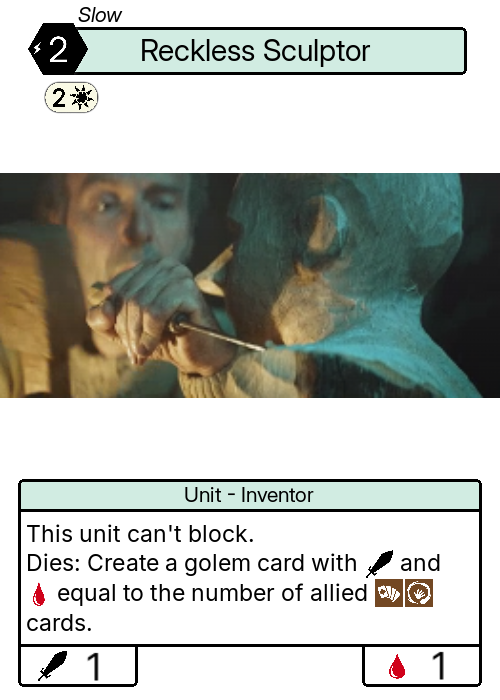 Slow
2 Reckless Sculptor
2
Unit - Inventor
This unit can't block.
Dies: Create a golem card with and
equal to the number of allied
cards.
1 1